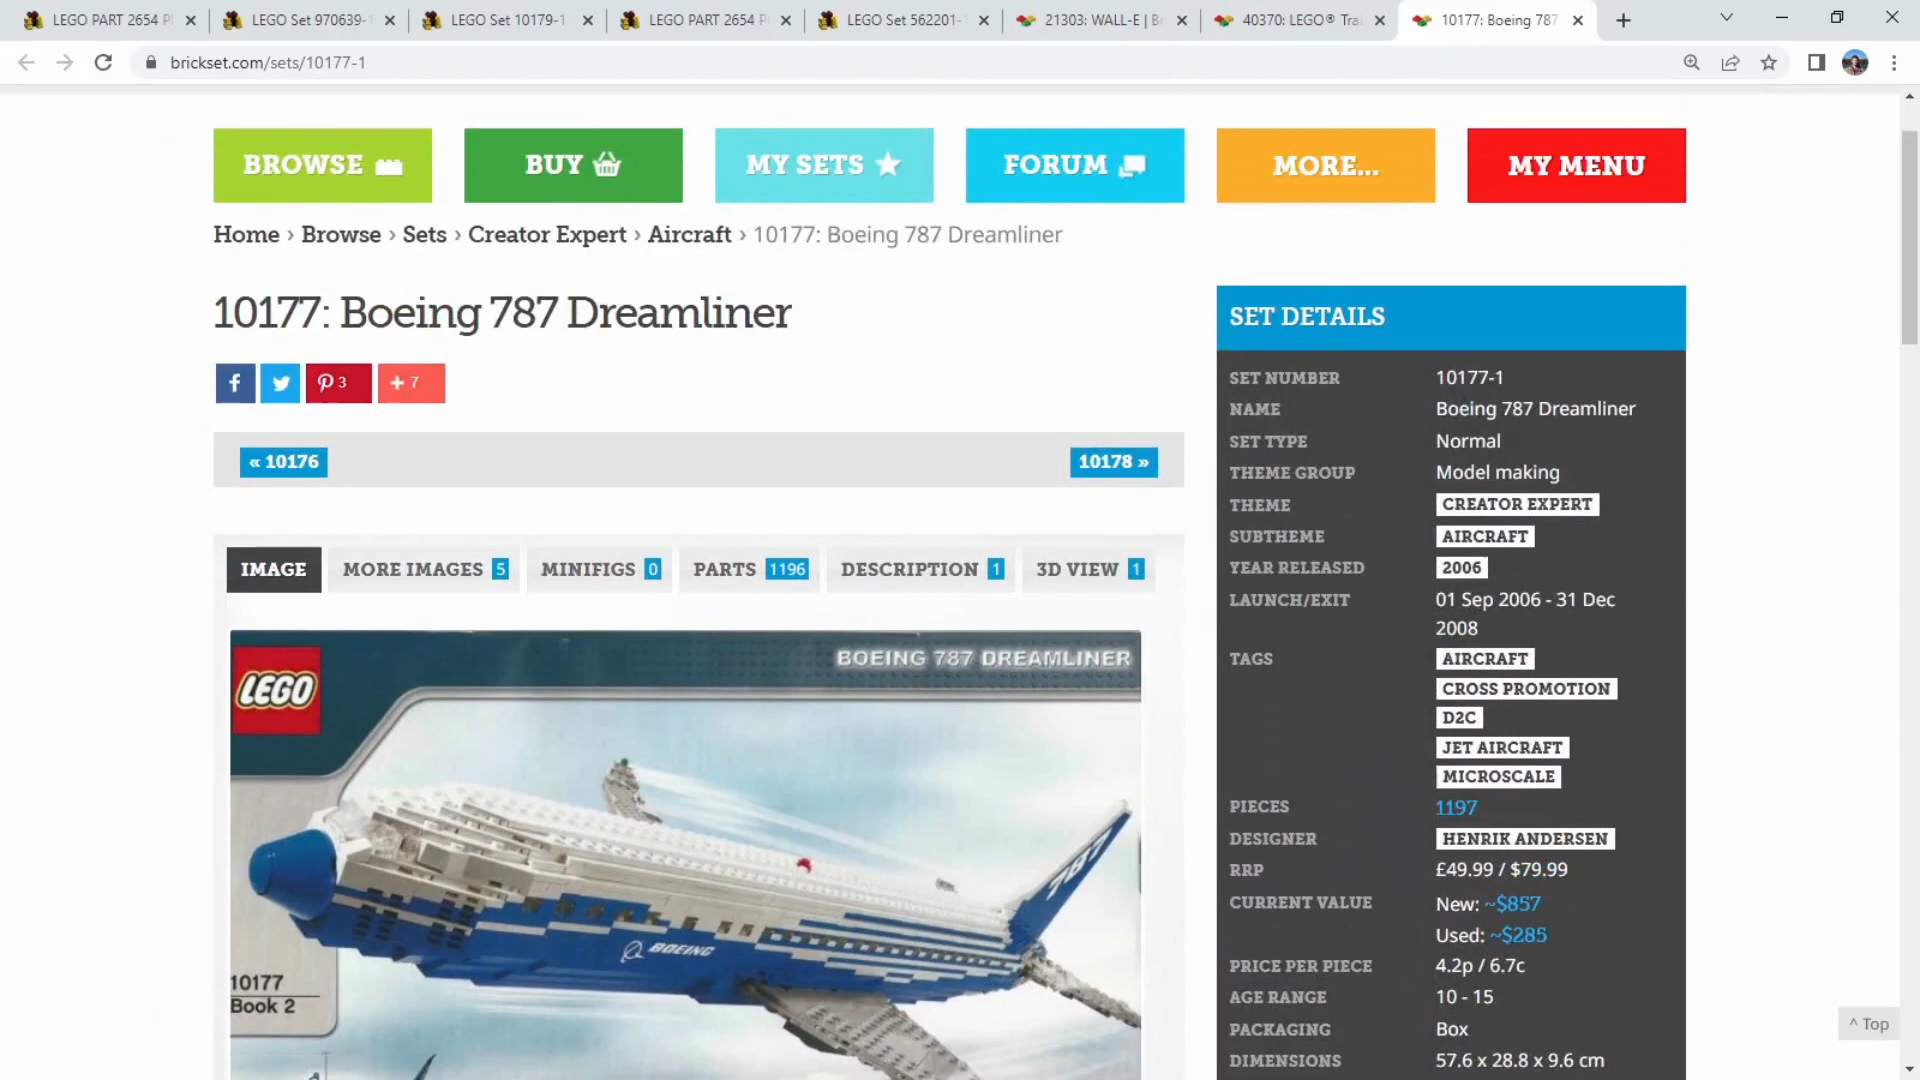 LEGO PART 2654 P
LEGO Set 970639-
LEGO Set 10179-1
LEGO PART 2654 P
LEGO Set 562201-
21303: WALL-E | Br
40370: LEGO® Trai
10177: Boeing 787
brickset.com/sets/10177-1
BROWSE
BUY
MY SETS
FORUM
MORE...
MY MENU
Home › Browse › Sets › Creator Expert › Aircraft › 10177: Boeing 787 Dreamliner
10177: Boeing 787 Dreamliner
f
3
+ 7
« 10176
10178 »
IMAGE
MORE IMAGES 5
MINIFIGS 0
PARTS 1196
DESCRIPTION 1
3D VIEW 1
LEGO
BOEING 787 DREAMLINER
787
BOEING
10177
Book 2
SET DETAILS
SET NUMBER 10177-1
NAME Boeing 787 Dreamliner
SET TYPE Normal
THEME GROUP Model making
THEME CREATOR EXPERT
SUBTHEME AIRCRAFT
YEAR RELEASED 2006
LAUNCH/EXIT 01 Sep 2006 - 31 Dec
2008
TAGS AIRCRAFT
CROSS PROMOTION
D2C
JET AIRCRAFT
MICROSCALE
PIECES 1197
DESIGNER HENRIK ANDERSEN
RRP £49.99 / $79.99
CURRENT VALUE New: ~$857
Used: ~$285
PRICE PER PIECE 4.2p / 6.7c
AGE RANGE 10 - 15
PACKAGING Box
DIMENSIONS 57.6 x 28.8 x 9.6 cm
^ Top